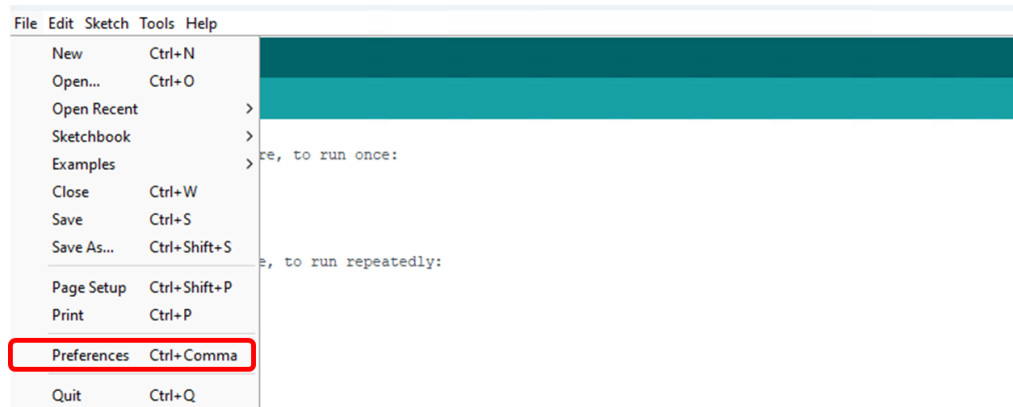 File Edit Sketch Tools Help
New Ctrl+N
Open... Ctrl+O
Open Recent
Sketchbook
Examples
Close Ctrl+W
Save Ctrl+S
Save As... Ctrl+Shift+S
Page Setup Ctrl+Shift+P
Print Ctrl+P
Preferences Ctrl+Comma
Quit Ctrl+Q
re, to run once:
e, to run repeatedly: